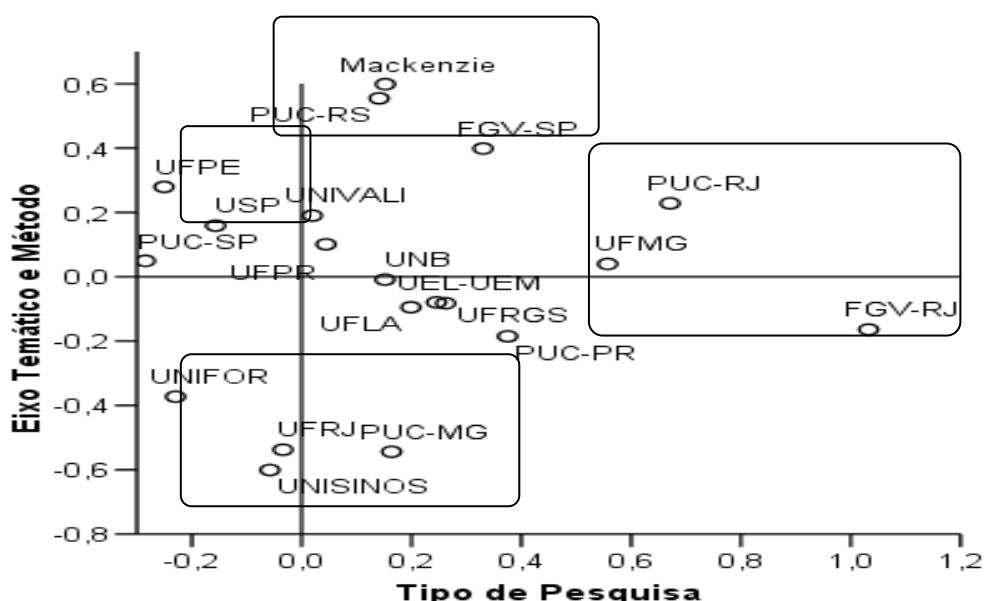 Mackenzie
0,6
PUC-RS
FGV-SP
0,4
UFPE
PUC-RJ
USP
UNIVALI
0,2
PUC-SP
UFMG
UNB
UFPR
0,0
UEL-UEM
FGV-RJ
UFRGS
UFLA
-0,2
PUC-PR
UNIFOR
-0,4
UFRJ
PUC-MG
-0,6
UNISINOS
-0,8
Eixo Temático e Método
-0,2 0,0 0,2 0,4 0,6 0,8 1,0 1,2
Tipo de Pesquisa